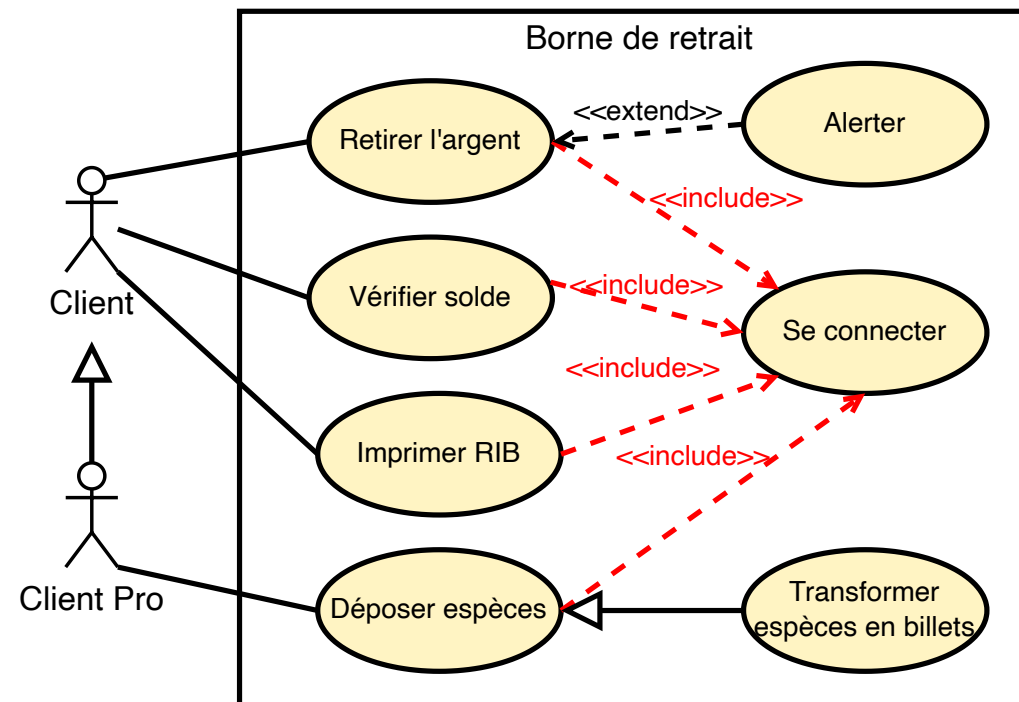 Borne de retrait
Retirer l'argent
<<extend>>
Alerter
<<include>>
Client
Vérifier solde
<<include>>
Se connecter
<<include>>
Imprimer RIB
<<include>>
Client Pro
Déposer espèces
Transformer
espèces en billets